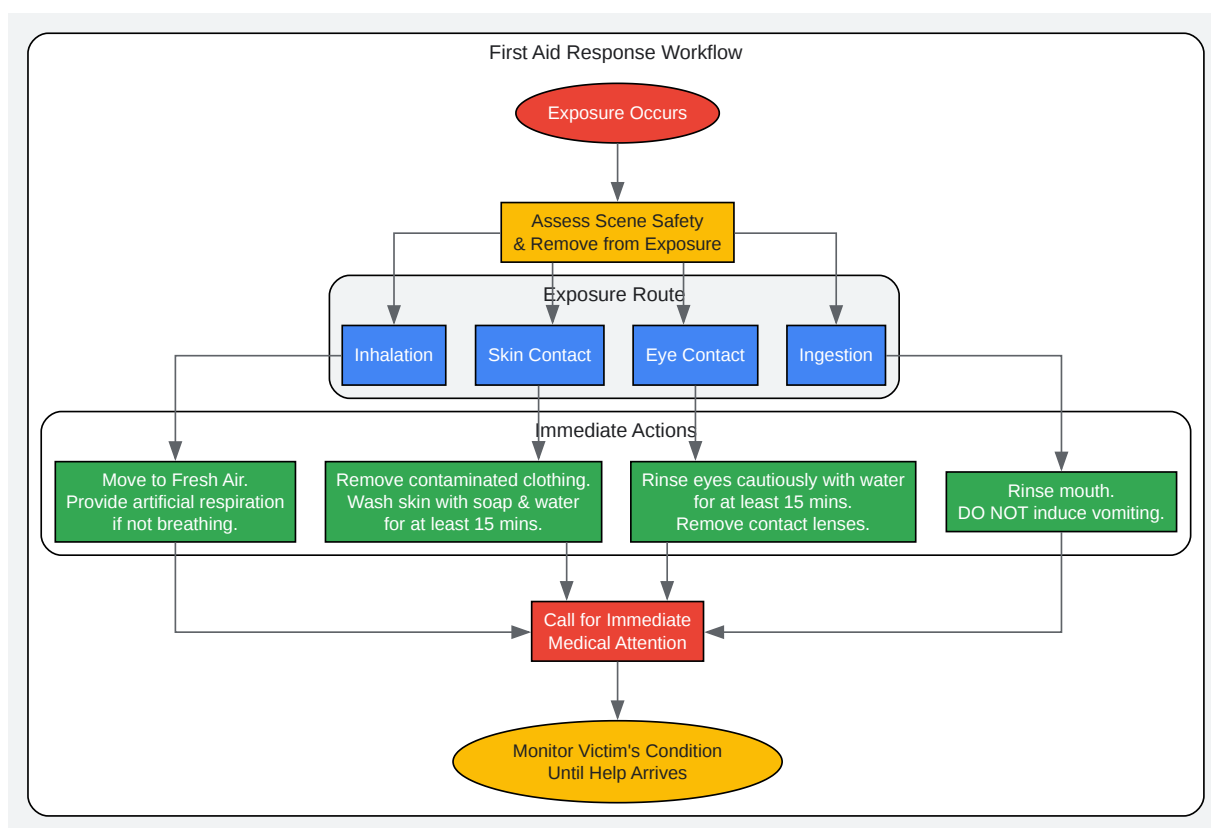 First Aid Response Workflow
Exposure Occurs
Assess Scene Safety
& Remove from Exposure
Exposure Route
Inhalation
Skin Contact
Eye Contact
Ingestion
Immediate Actions
Move to Fresh Air.
Provide artificial respiration
if not breathing.
Remove contaminated clothing.
Wash skin with soap & water
for at least 15 mins.
Rinse eyes cautiously with water
for at least 15 mins.
Remove contact lenses.
Rinse mouth.
DO NOT induce vomiting.
Call for Immediate
Medical Attention
Monitor Victim's Condition
Until Help Arrives